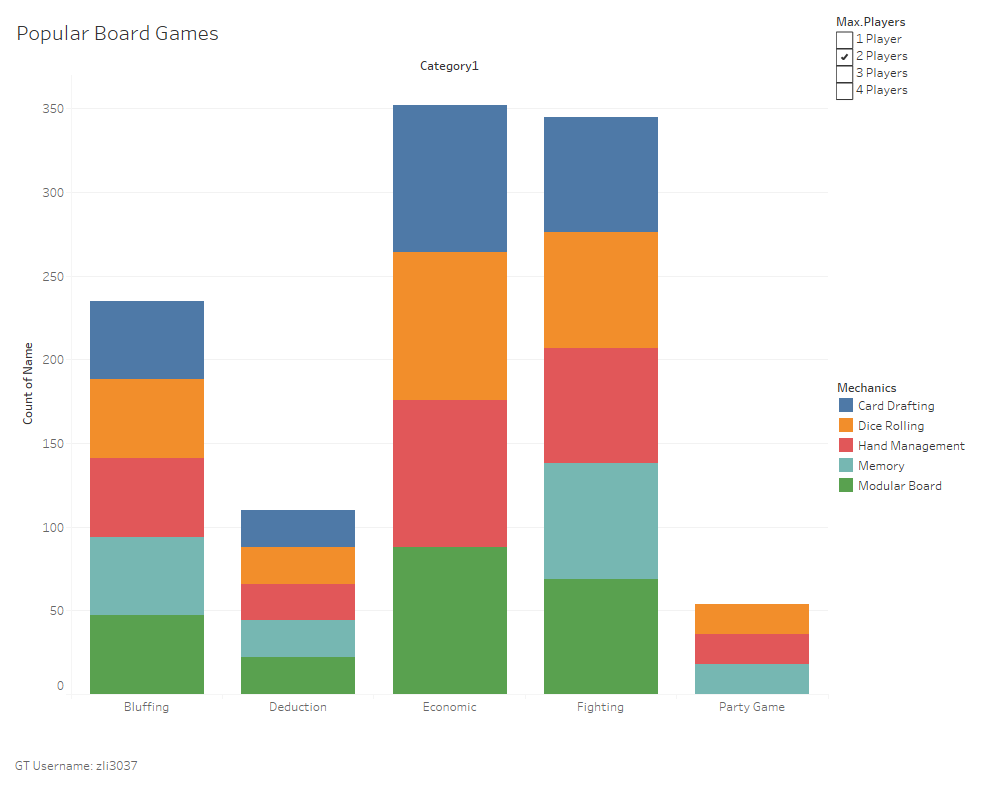 Popular Board Games
Max.Players
1 Player
2 Players
3 Players
4 Players
Category1
350
300
250
200
150
100
50
0
Count of Name
Bluffing
Deduction
Economic
Fighting
Party Game
Mechanics
Card Drafting
Dice Rolling
Hand Management
Memory
Modular Board
GT Username: zli3037